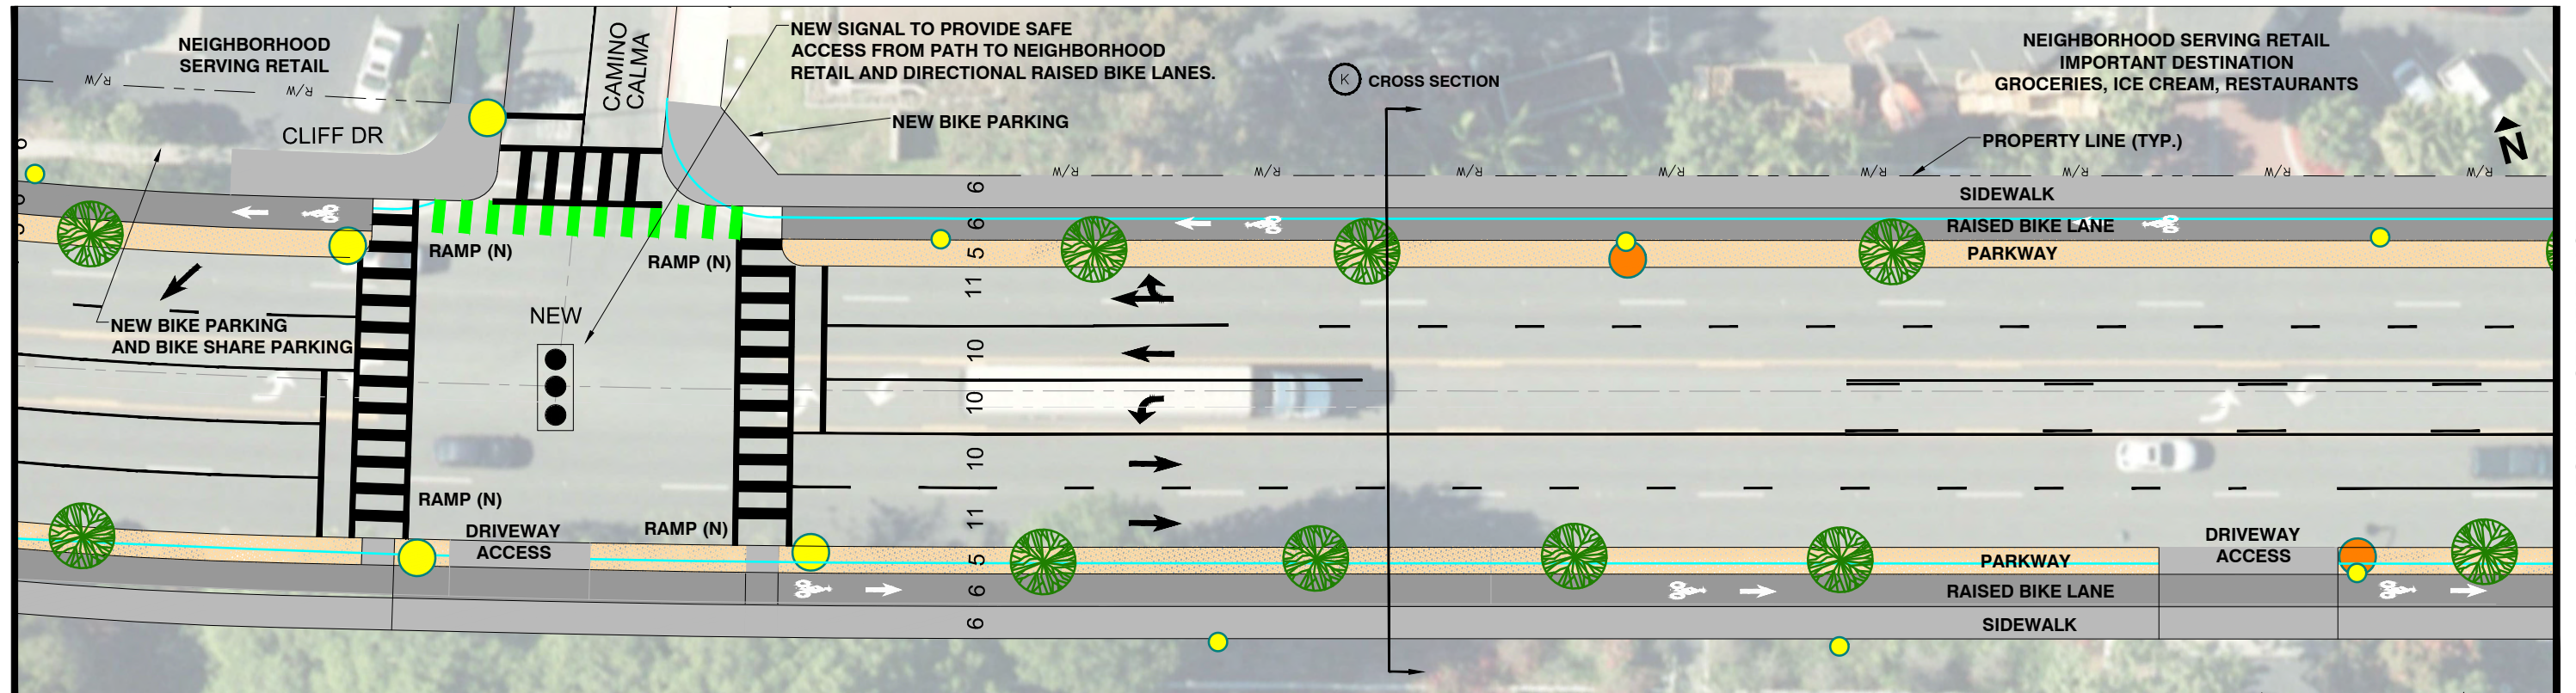 NEIGHBORHOOD
SERVING RETAIL
R/W
R/W
CLIFF DR
CAMINO
CALMA
NEW SIGNAL TO PROVIDE SAFE
ACCESS FROM PATH TO NEIGHBORHOOD
RETAIL AND DIRECTIONAL RAISED BIKE LANES.
NEW BIKE PARKING
K CROSS SECTION
NEIGHBORHOOD SERVING RETAIL
IMPORTANT DESTINATION
GROCERIES, ICE CREAM, RESTAURANTS
PROPERTY LINE (TYP.)
N
R/W
R/W
R/W
R/W
R/W
R/W
R/W
R/W
6
SIDEWALK
6
RAISED BIKE LANE
5
PARKWAY
RAMP (N)
RAMP (N)
11
NEW
NEW BIKE PARKING
AND BIKE SHARE PARKING
10
10
10
11
RAMP (N)
RAMP (N)
DRIVEWAY
ACCESS
DRIVEWAY
ACCESS
5
PARKWAY
6
RAISED BIKE LANE
6
SIDEWALK